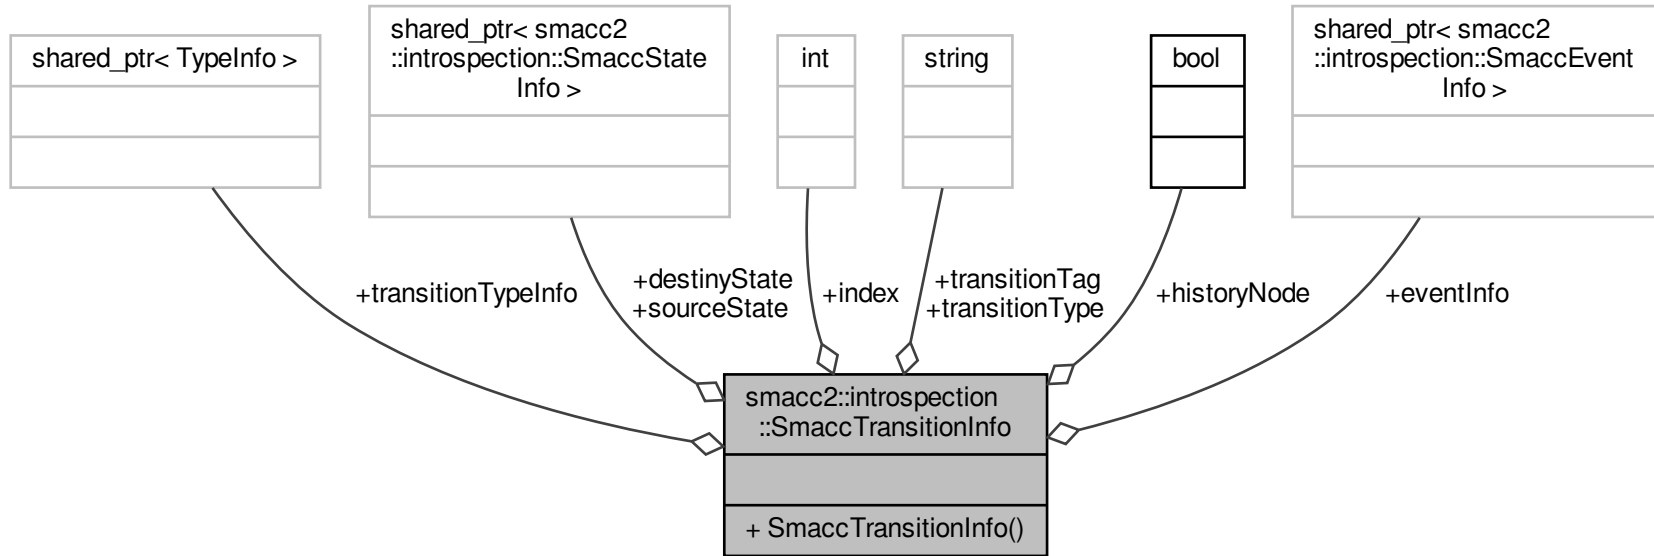 shared_ptr< TypeInfo >
shared_ptr< smacc2
::introspection::SmaccState
Info >
int
string
bool
shared_ptr< smacc2
::introspection::SmaccEvent
Info >
+transitionTypeInfo
+destinyState
+sourceState
+index
+transitionTag
+transitionType
+historyNode
+eventInfo
smacc2::introspection
::SmaccTransitionInfo
+ SmaccTransitionInfo()